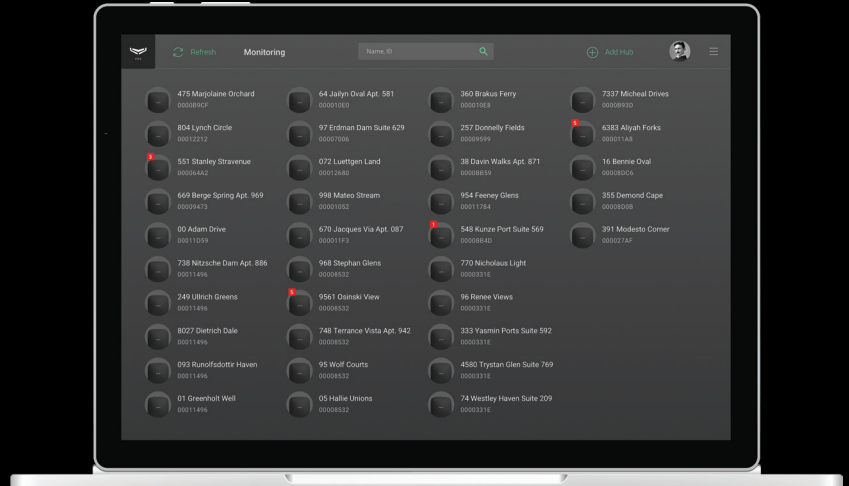 Refresh
Monitoring
Name, ID
Add Hub
475 Marjolaine Orchard
0000B9CF
804 Lynch Circle
00012212
3
551 Stanley Stravenue
000064A2
669 Berge Spring Apt. 969
00009473
00 Adam Drive
00011D59
738 Nitzsche Dam Apt. 886
00011496
249 Ullrich Greens
00011496
8027 Dietrich Dale
00011496
093 Runolfsdottir Haven
00011496
01 Greenholt Well
00011496
64 Jailyn Oval Apt. 581
000010E0
97 Erdman Dam Suite 629
00007006
072 Luettgen Land
00012680
998 Mateo Stream
00001052
670 Jacques Via Apt. 087
000011F3
968 Stephan Glens
00008532
5
9561 Osinski View
00008532
748 Terrance Vista Apt. 942
00008532
95 Wolf Courts
00008532
05 Hallie Unions
00008532
360 Brakus Ferry
000010E8
257 Donnelly Fields
00009599
38 Davin Walks Apt. 871
00008B59
954 Feeney Glens
00011784
1
548 Kunze Port Suite 569
00008B4D
770 Nicholaus Light
0000331E
96 Renee Views
0000331E
333 Yasmin Ports Suite 592
0000331E
4580 Trystan Glen Suite 769
0000331E
74 Westley Haven Suite 209
0000331E
7337 Micheal Drives
0000B93D
5
6383 Aliyah Forks
000011A8
16 Bennie Oval
00008DC6
355 Demond Cape
00008D0B
391 Modesto Corner
000027AF